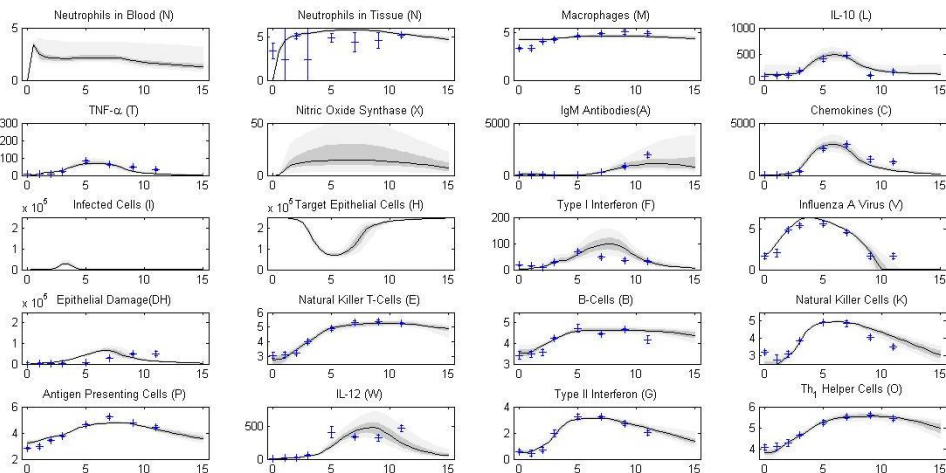 Neutrophils in Blood (N)
Neutrophils in Tissue (N)
Macrophages (M)
IL-10 (L)
5
0
0 5 10 15
5
0
0 5 10 15
5
0
0 5 10 15
1000
500
0
0 5 10 15
TNF-α (T)
Nitric Oxide Synthase (X)
IgM Antibodies(A)
Chemokines (C)
300
200
100
0
0 5 10 15
50
0
0 5 10 15
5000
0
0 5 10 15
5000
0
0 5 10 15
x 10^5
Infected Cells (I)
x 10^5
Target Epithelial Cells (H)
Type I Interferon (F)
Influenza A Virus (V)
2
1
0
0 5 10 15
2
1
0
0 5 10 15
200
100
0
0 5 10 15
5
0
0 5 10 15
x 10^5
Epithelial Damage(DH)
Natural Killer T-Cells (E)
B-Cells (B)
Natural Killer Cells (K)
2
1
0
0 5 10 15
6
5
4
3
0 5 10 15
5
4
3
0 5 10 15
5
4
3
0 5 10 15
Antigen Presenting Cells (P)
IL-12 (W)
Type II Interferon (G)
Th1 Helper Cells (O)
6
4
2
0 5 10 15
500
0
0 5 10 15
4
2
0
0 5 10 15
6
5
4
0 5 10 15